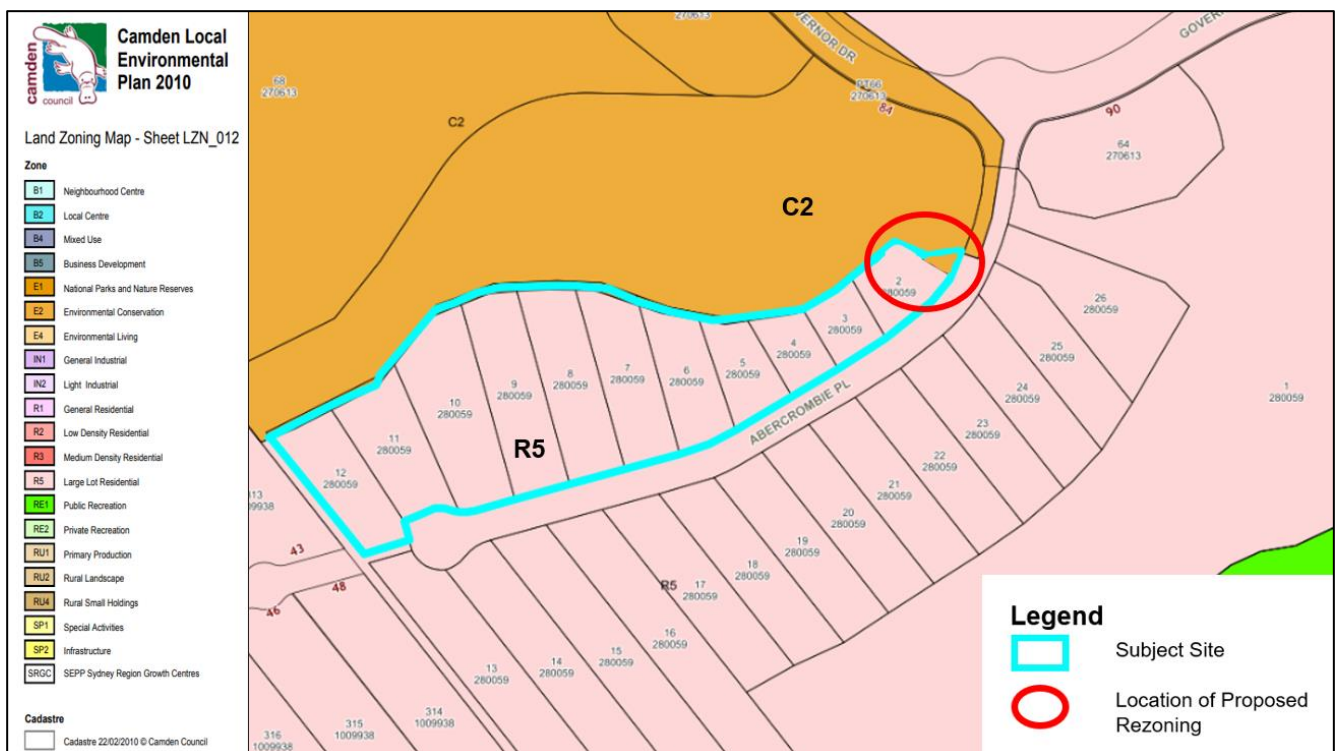 camden
council
Camden Local
Environmental
Plan 2010
Land Zoning Map - Sheet LZN_012
Zone
B1 Neighbourhood Centre
B2 Local Centre
B4 Mixed Use
B5 Business Development
E1 National Parks and Nature Reserves
E2 Environmental Conservation
E4 Environmental Living
IN1 General Industrial
IN2 Light Industrial
R1 General Residential
R2 Low Density Residential
R3 Medium Density Residential
R5 Large Lot Residential
RE1 Public Recreation
RE2 Private Recreation
RU1 Primary Production
RU2 Rural Landscape
RU4 Rural Small Holdings
SP1 Special Activities
SP2 Infrastructure
SRGC SEPP Sydney Region Growth Centres
Cadastre
Cadastre 22/02/2010 © Camden Council
270613
VERNOR DR
GOVER
68
270613
C2
PT66
270613
84
90
64
270613
C2
2
280059
3
280059
4
280059
5
280059
6
280059
7
280059
8
280059
9
280059
10
280059
11
280059
12
280059
R5
ABERCROMBIE PL
26
280059
25
280059
24
280059
23
280059
22
280059
21
280059
20
280059
19
280059
18
280059
R5
17
280059
16
280059
15
280059
14
280059
13
280059
1
280059
313
09938
43
48
46
314
1009938
315
1009938
316
1009938
Legend
Subject Site
Location of Proposed
Rezoning